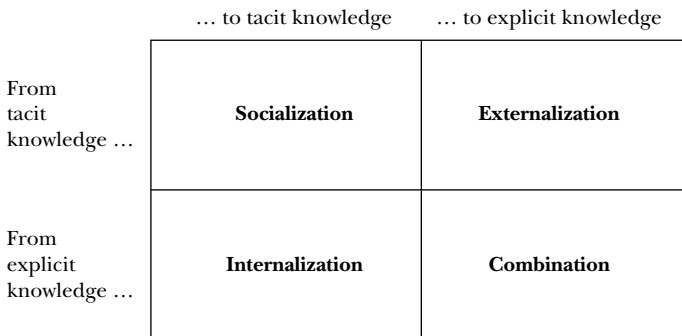 … to tacit knowledge … to explicit knowledge
From
tacit
knowledge …
Socialization Externalization
From
explicit
knowledge …
Internalization Combination